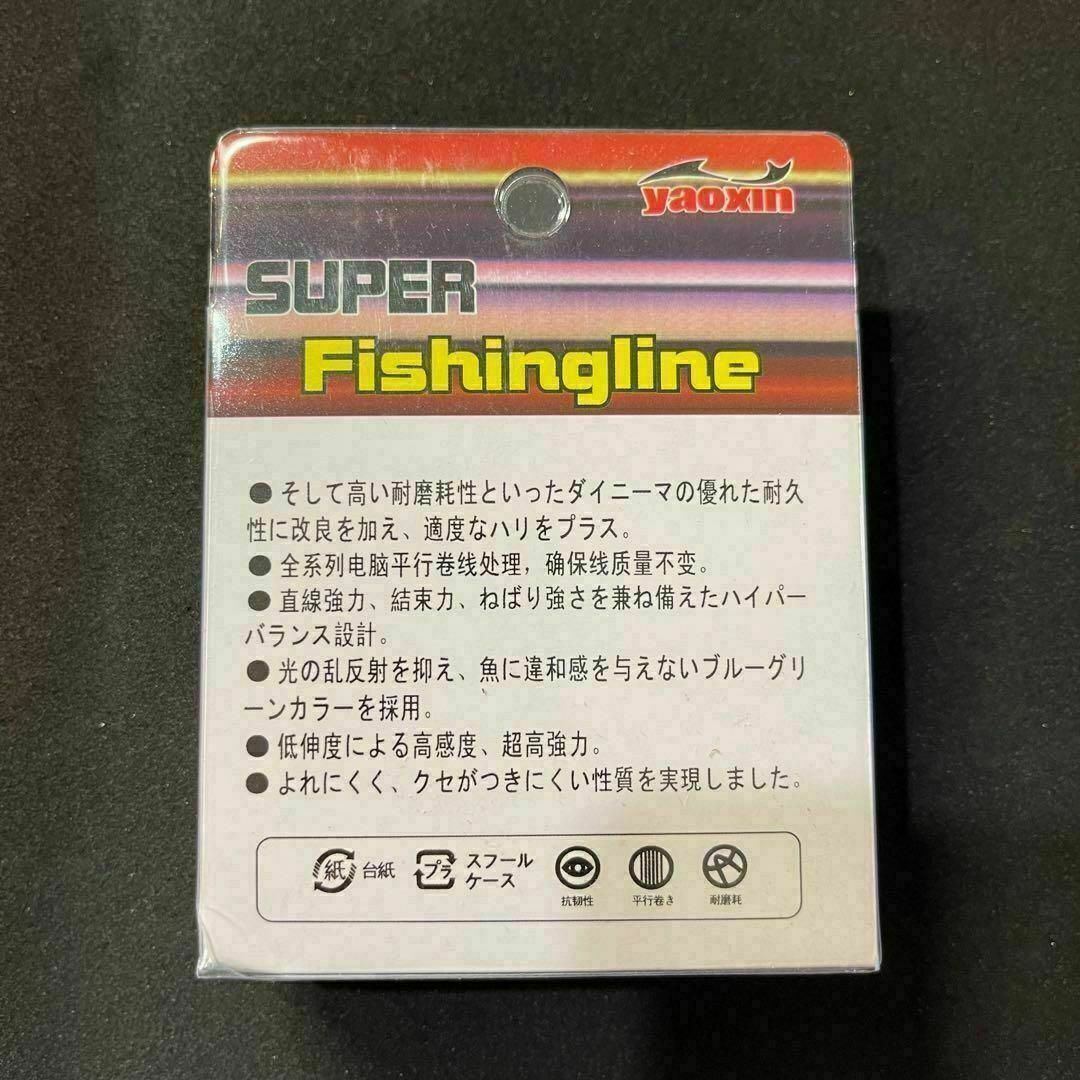 yaoxin
SUPER
Fishingline
● そして高い耐磨耗性といったダイニーマの優れた耐久
性に改良を加え、適度なハリをプラス。
● 全系列电脑平行卷线处理，确保线质量不变。
● 直線強力、結束力、ねばり強さを兼ね備えたハイパー
バランス設計。
● 光の乱反射を抑え、魚に違和感を与えないブルーグリ
ーンカラーを採用。
● 低伸度による高感度、超高強力。
● よれにくく、クセがつきにくい性質を実現しました。
紙 台紙 プラ スフール
ケース
抗韧性 平行卷き 耐磨耗